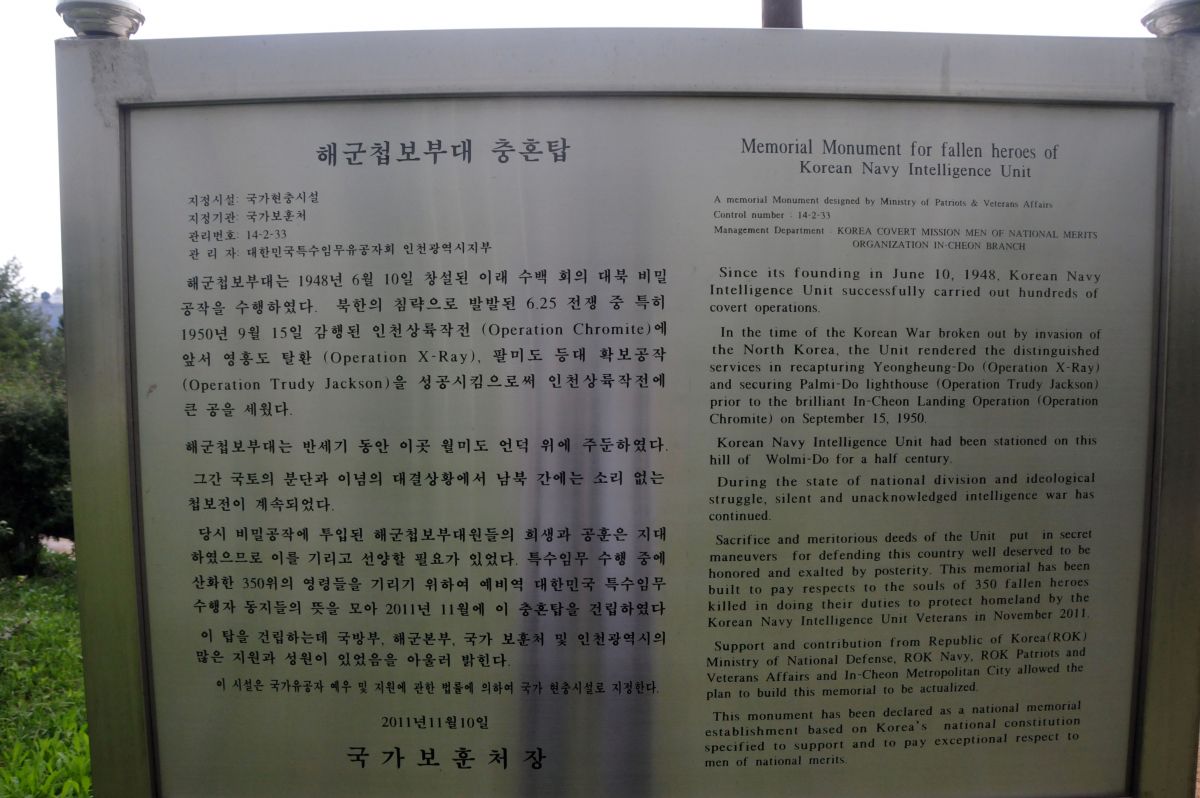 해군첩보부대 충혼탑
지정시설: 국가현충시설
지정기관: 국가보훈처
관리번호: 14-2-33
관 리 자: 대한민국특수임무유공자회 인천광역시지부
해군첩보부대는 1948년 6월 10일 창설된 이래 수백 회의 대북 비밀
공작을 수행하였다. 북한의 침략으로 발발된 6.25 전쟁 중 특히
1950년 9월 15일 감행된 인천상륙작전 (Operation Chromite)에
앞서 영흥도 탈환 (Operation X-Ray), 팔미도 등대 확보공작
(Operation Trudy Jackson)을 성공시킴으로써 인천상륙작전에
큰 공을 세웠다.
해군첩보부대는 반세기 동안 이곳 월미도 언덕 위에 주둔하였다.
그간 국토의 분단과 이념의 대결상황에서 남북 간에는 소리 없는
첩보전이 계속되었다.
당시 비밀공작에 투입된 해군첩보부대원들의 희생과 공훈은 지대
하였으므로 이를 기리고 선양할 필요가 있었다. 특수임무 수행 중에
산화한 350위의 영령들을 기리기 위하여 예비역 대한민국 특수임무
수행자 동지들의 뜻을 모아 2011년 11월에 이 충혼탑을 건립하였다
이 탑을 건립하는데 국방부, 해군본부, 국가 보훈처 및 인천광역시의
많은 지원과 성원이 있었음을 아울러 밝힌다.
이 시설은 국가유공자 예우 및 지원에 관한 법률에 의하여 국가 현충시설로 지정한다.
2011년11월10일
국가보훈처장
Memorial Monument for fallen heroes of
Korean Navy Intelligence Unit
A memorial Monument designed by Ministry of Patriots & Veterans Affairs
Control number : 14-2-33
Management Department : KOREA COVERT MISSION MEN OF NATIONAL MERITS
ORGANIZATION IN-CHEON BRANCH
Since its founding in June 10, 1948, Korean Navy
Intelligence Unit successfully carried out hundreds of
covert operations.
In the time of the Korean War broken out by invasion of
the North Korea, the Unit rendered the distinguished
services in recapturing Yeongheung-Do (Operation X-Ray)
and securing Palmi-Do lighthouse (Operation Trudy Jackson)
prior to the brilliant In-Cheon Landing Operation (Operation
Chromite) on September 15, 1950.
Korean Navy Intelligence Unit had been stationed on this
hill of Wolmi-Do for a half century.
During the state of national division and ideological
struggle, silent and unacknowledged intelligence war has
continued.
Sacrifice and meritorious deeds of the Unit put in secret
maneuvers for defending this country well deserved to be
honored and exalted by posterity. This memorial has been
built to pay respects to the souls of 350 fallen heroes
killed in doing their duties to protect homeland by the
Korean Navy Intelligence Unit Veterans in November 2011.
Support and contribution from Republic of Korea(ROK)
Ministry of National Defense, ROK Navy, ROK Patriots and
Veterans Affairs and In-Cheon Metropolitan City allowed the
plan to build this memorial to be actualized.
This monument has been declared as a national memorial
establishment based on Korea's national constitution
specified to support and to pay exceptional respect to
men of national merits.